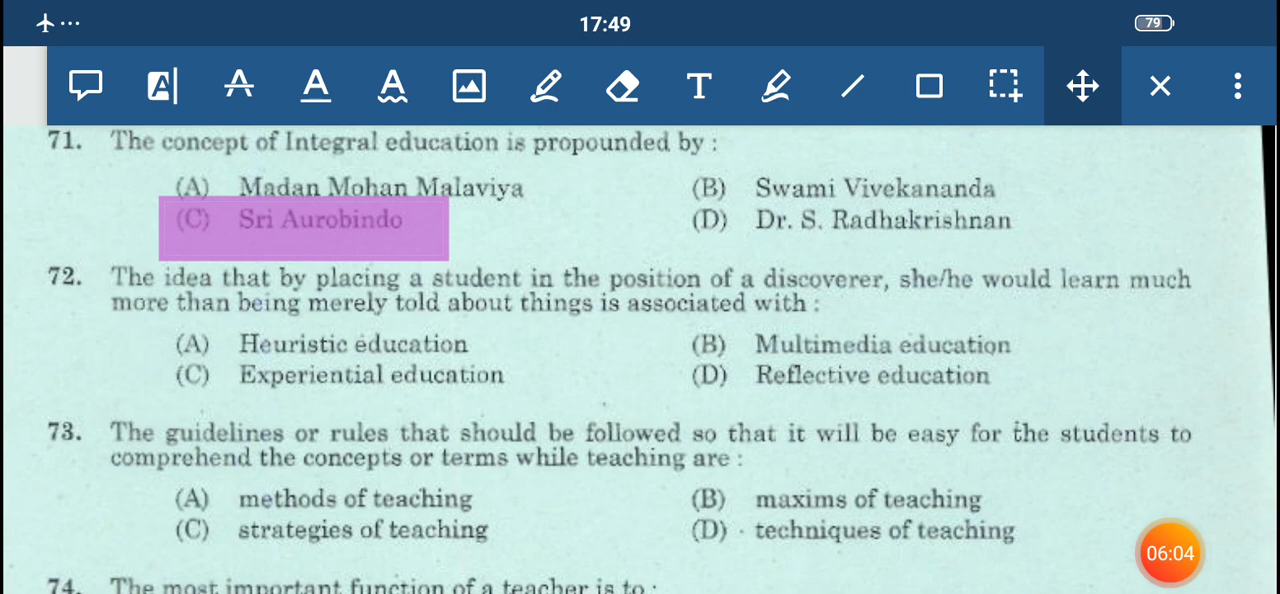 17:49
79
71. The concept of Integral education is propounded by :
(A) Madan Mohan Malaviya (B) Swami Vivekananda
(C) Sri Aurobindo (D) Dr. S. Radhakrishnan
72. The idea that by placing a student in the position of a discoverer, she/he would learn much
more than being merely told about things is associated with :
(A) Heuristic education (B) Multimedia education
(C) Experiential education (D) Reflective education
73. The guidelines or rules that should be followed so that it will be easy for the students to
comprehend the concepts or terms while teaching are :
(A) methods of teaching (B) maxims of teaching
(C) strategies of teaching (D) techniques of teaching
06:04
74. The most important function of a teacher is to :